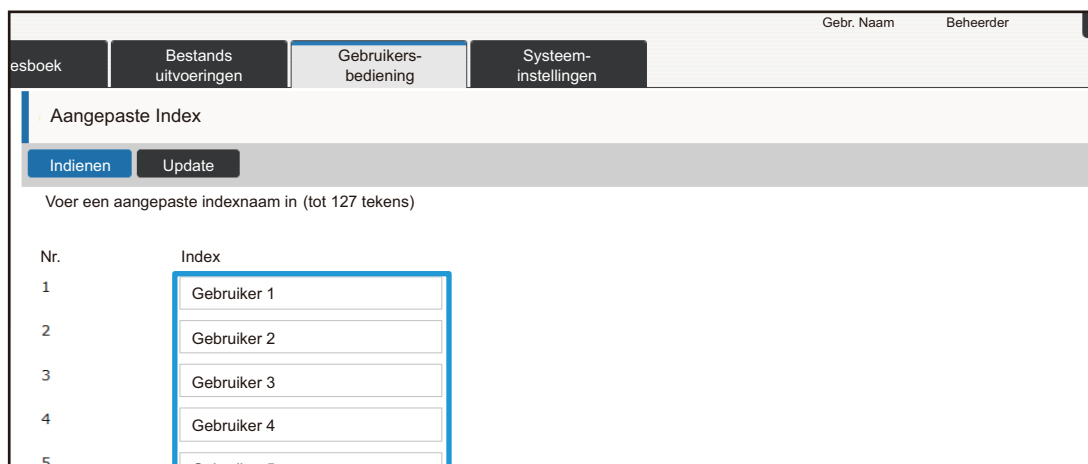 Gebr. Naam Beheerder
esboek
Bestands
uitvoeringen
Gebruikers-
bediening
Systeem-
instellingen
Aangepaste Index
Indienen Update
Voer een aangepaste indexnaam in (tot 127 tekens)
Nr. Index
1 Gebruiker 1
2 Gebruiker 2
3 Gebruiker 3
4 Gebruiker 4
5